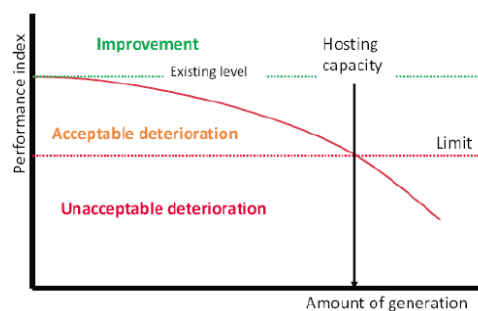 Improvement
Hosting
capacity
Existing level
Performance index
Acceptable deterioration
Limit
Unacceptable deterioration
Amount of generation